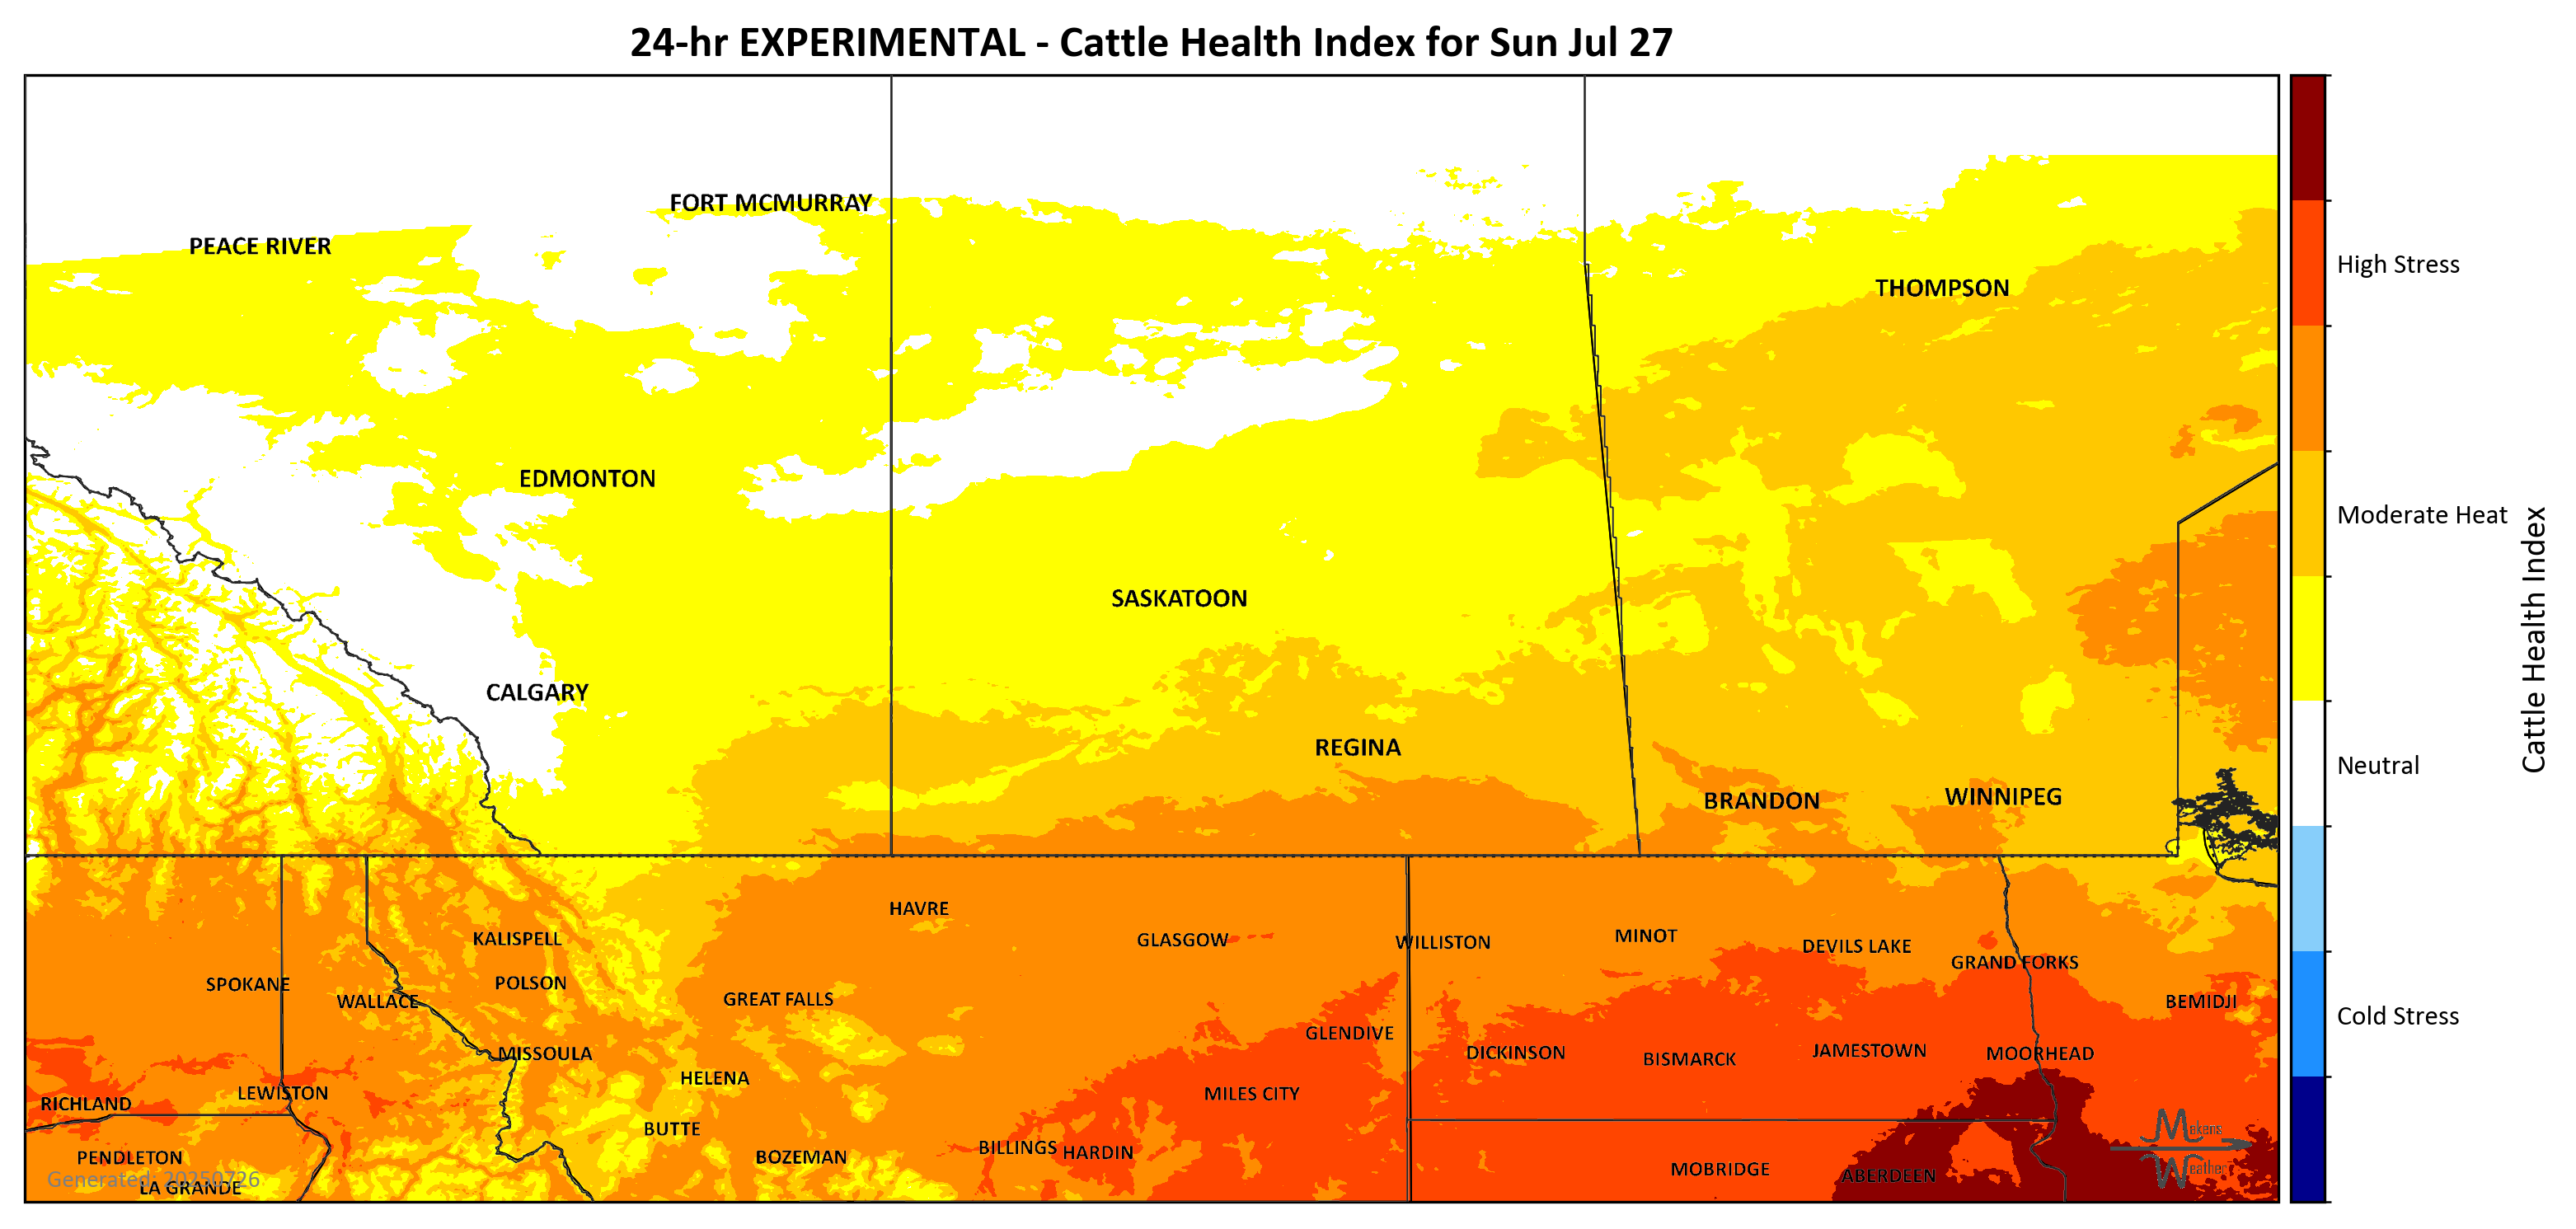 24-hr EXPERIMENTAL - Cattle Health Index for Sun Jul 27
FORT MCMURRAY
PEACE RIVER
THOMPSON
EDMONTON
SASKATOON
CALGARY
REGINA
BRANDON
WINNIPEG
HAVRE
KALISPELL
GLASGOW
WILLISTON
MINOT
DEVILS LAKE
GRAND FORKS
SPOKANE
POLSON
WALLACE
GREAT FALLS
BEMIDJI
GLENDIVE
MISSOULA
DICKINSON
BISMARCK
JAMESTOWN
MOORHEAD
HELENA
LEWISTON
MILES CITY
RICHLAND
BUTTE
BILLINGS
HARDIN
PENDLETON
BOZEMAN
MOBRIDGE
ABERDEEN
Generated: 20250726
LA GRANDE
Makens
Weather
High Stress
Moderate Heat
Neutral
Cold Stress
Cattle Health Index